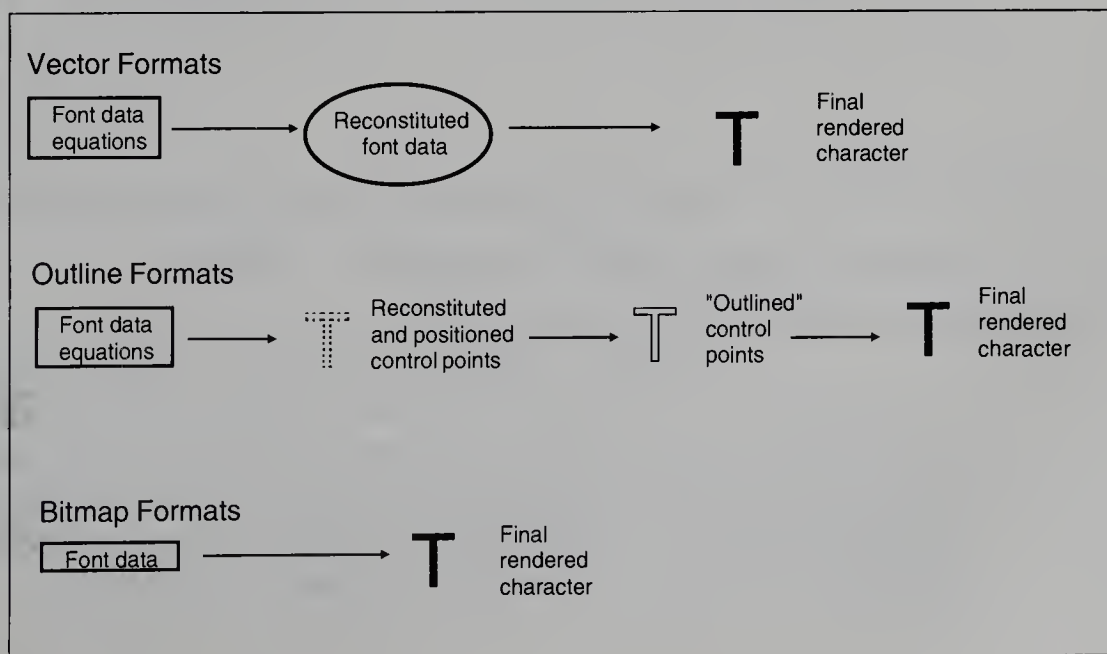 Vector Formats
Font data
equations
Reconstituted
font data
T
Final
rendered
character
Outline Formats
Font data
equations
T
Reconstituted
and positioned
control points
T
"Outlined"
control
points
T
Final
rendered
character
Bitmap Formats
Font data
T
Final
rendered
character